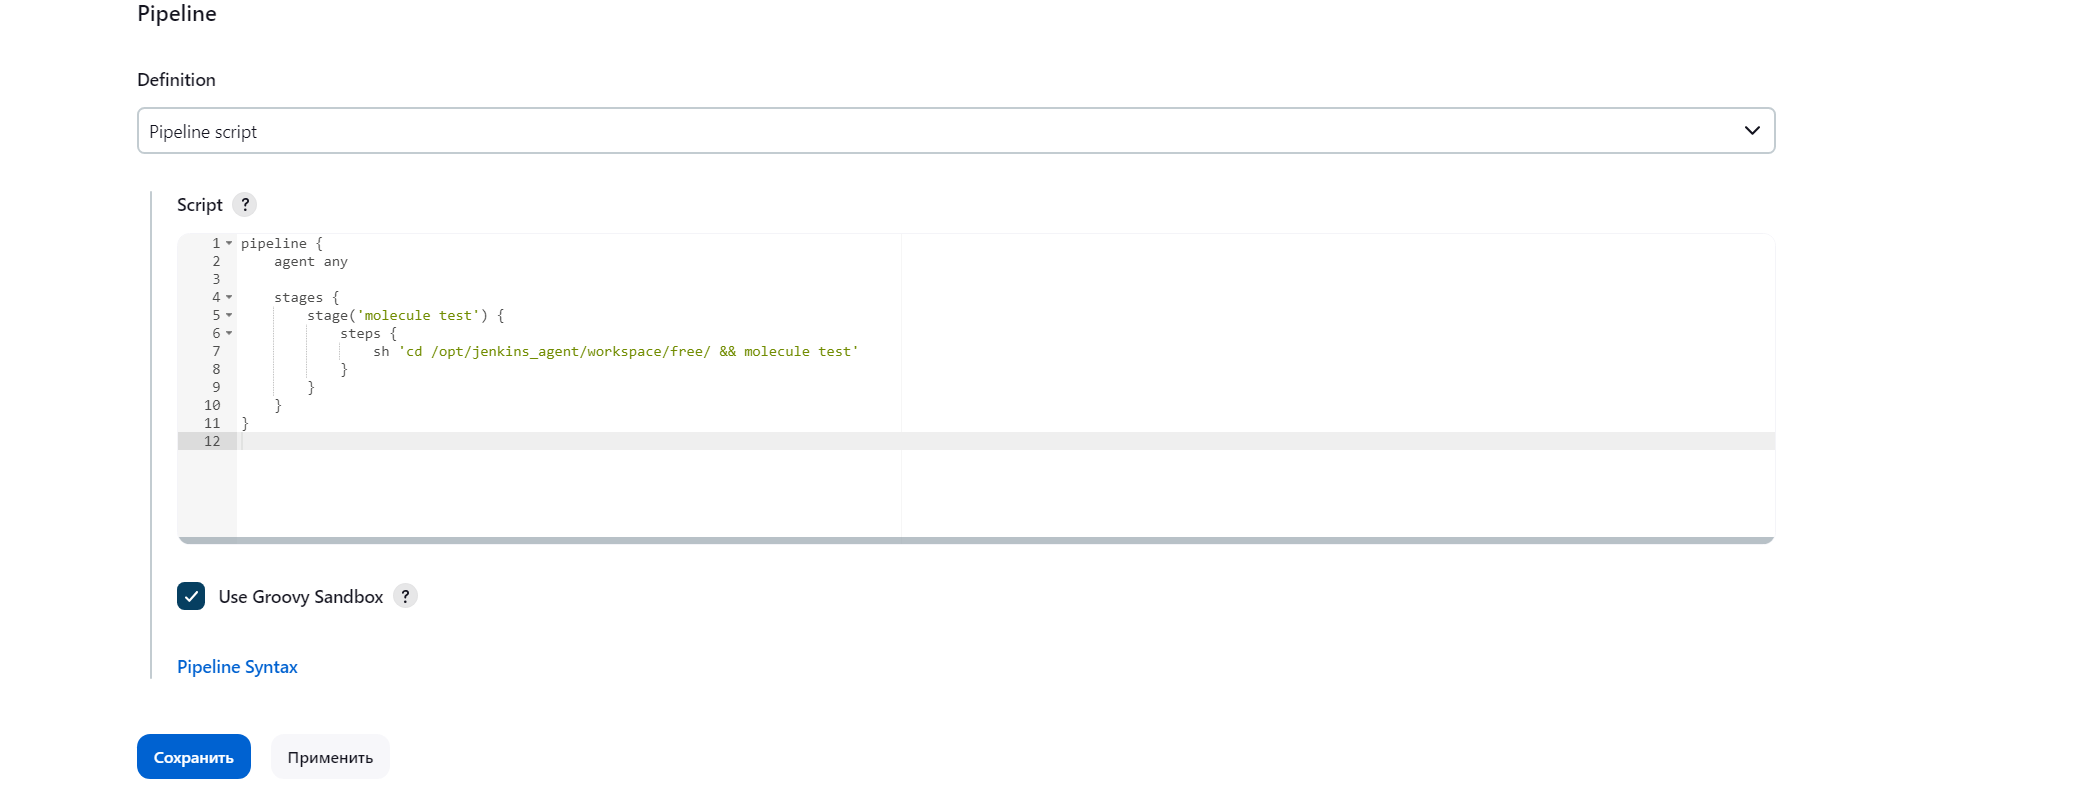 Pipeline
Definition
Pipeline script
Script ?
1 pipeline {
2     agent any
3
4     stages {
5         stage('molecule test') {
6             steps {
7                 sh 'cd /opt/jenkins_agent/workspace/free/ && molecule test'
8             }
9         }
10     }
11 }
12
Use Groovy Sandbox ?
Pipeline Syntax
Сохранить Применить